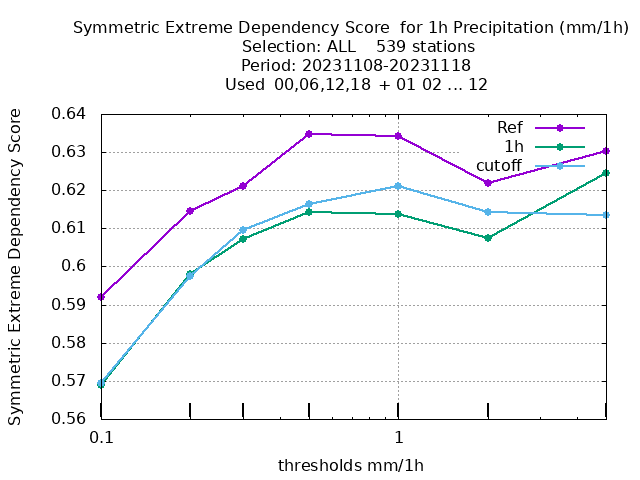 Symmetric Extreme Dependency Score  for 1h Precipitation (mm/1h)
Selection: ALL    539 stations
Period: 20231108-20231118
Used  00,06,12,18  + 01 02 ... 12
Symmetric Extreme Dependency Score
0.64
0.63
0.62
0.61
0.6
0.59
0.58
0.57
0.56
Ref
1h
cutoff
0.1
1
thresholds mm/1h